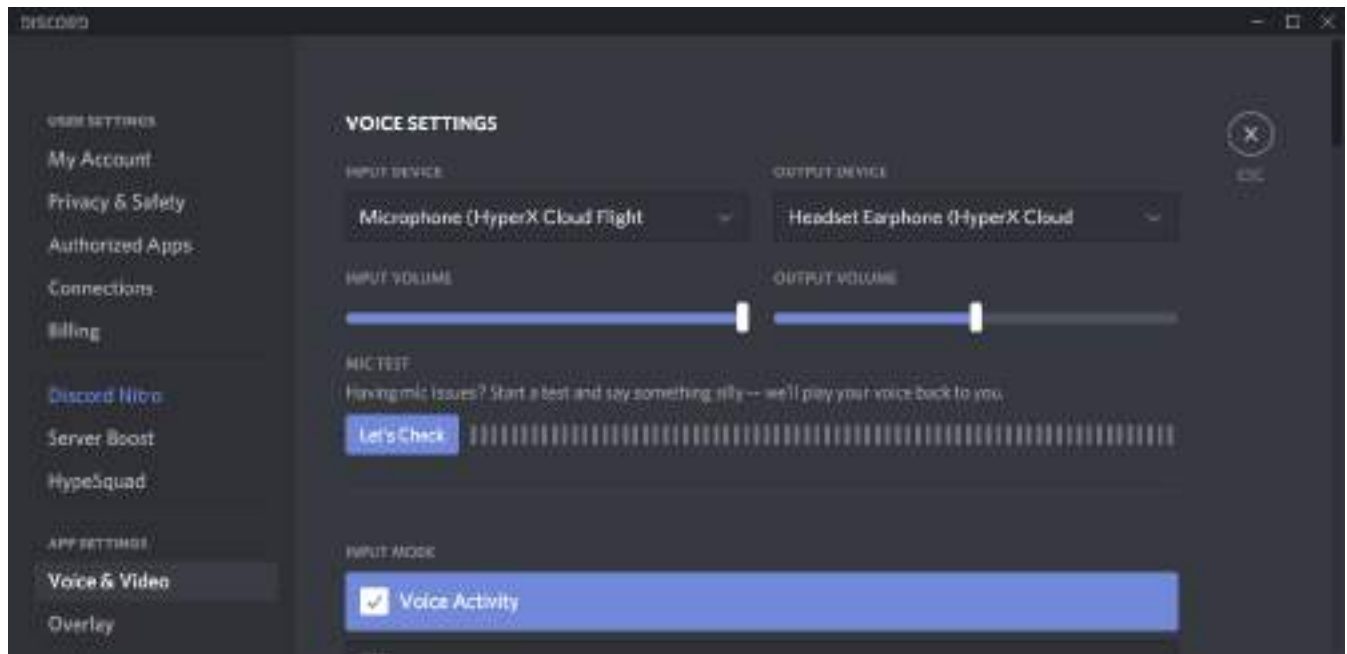 DISCORD
USER SETTINGS
My Account
Privacy & Safety
Authorized Apps
Connections
Billing
Discord Nitro
Server Boost
HypeSquad
APP SETTINGS
Voice & Video
Overlay
VOICE SETTINGS
INPUT DEVICE
Microphone (HyperX Cloud Flight
OUTPUT DEVICE
Headset Earphone (HyperX Cloud
INPUT VOLUME
OUTPUT VOLUME
MIC TEST
Having mic issues? Start a test and say something silly -- we'll play your voice back to you.
Let's Check
INPUT MODE
Voice Activity
ESC